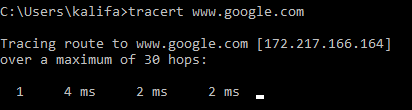 C:\Users\kalifa>tracert www.google.com
Tracing route to www.google.com [172.217.166.164]
over a maximum of 30 hops:
1 4 ms 2 ms 2 ms